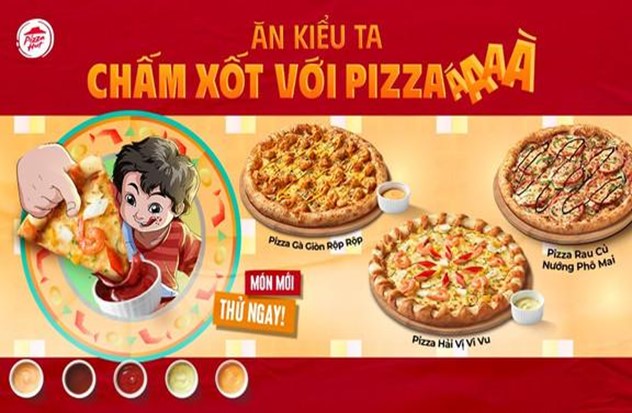 Pizza
Hut
ĂN KIỂU TA
CHẤM XỐT VỚI PIZZAÁAAAÀ
Pizza Gà Giòn Rộp Rộp
Pizza Rau Củ
Nướng Phô Mai
MÓN MỚI
THỬ NGAY!
Pizza Hải Vị Vi Vu